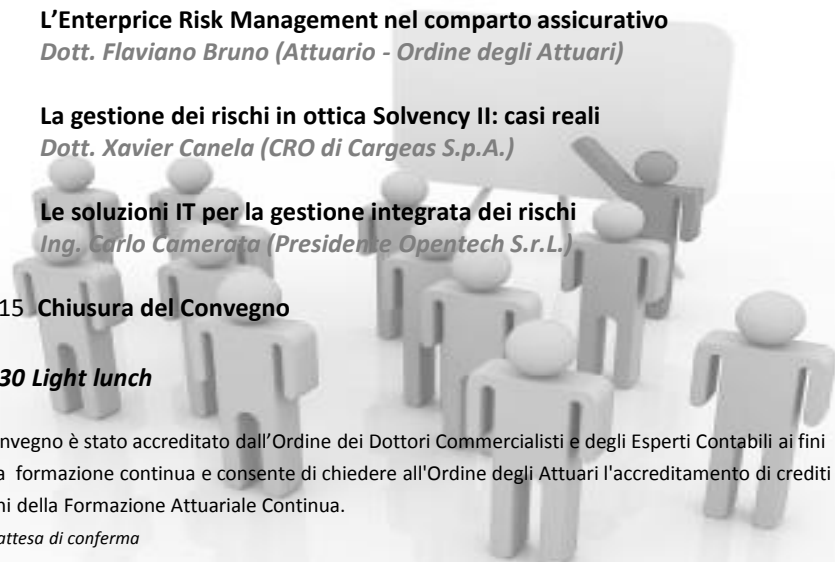 L’Enterprice Risk Management nel comparto assicurativo
Dott. Flaviano Bruno (Attuario - Ordine degli Attuari)
La gestione dei rischi in ottica Solvency II: casi reali
Dott. Xavier Canela (CRO di Cargeas S.p.A.)
Le soluzioni IT per la gestione integrata dei rischi
Ing. Carlo Camerata (Presidente Opentech S.r.L.)
15 Chiusura del Convegno
30 Light lunch
nvegno è stato accreditato dall’Ordine dei Dottori Commercialisti e degli Esperti Contabili ai fini
a formazione continua e consente di chiedere all'Ordine degli Attuari l'accreditamento di crediti
ni della Formazione Attuariale Continua.
attesa di conferma